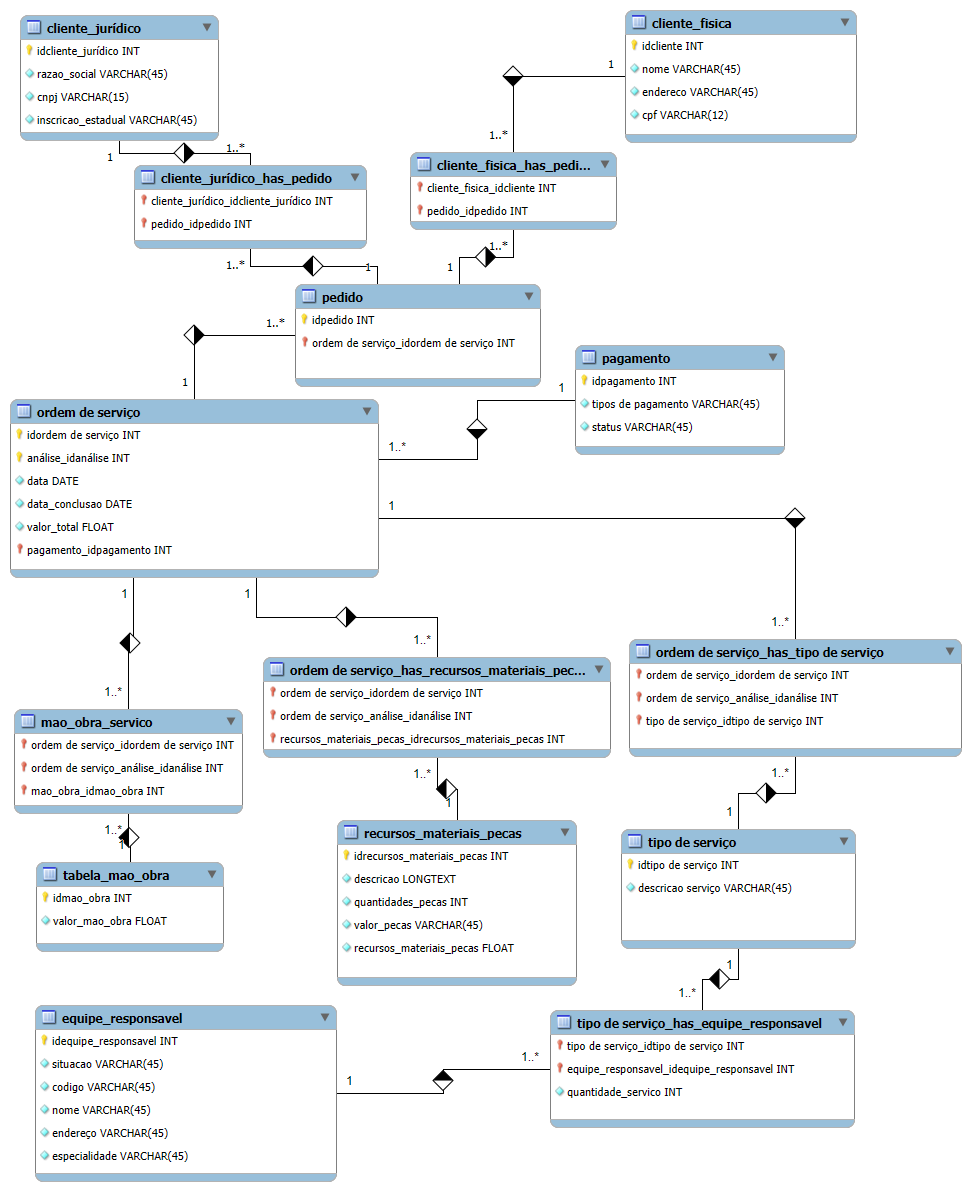 cliente_jurídico
idcliente_jurídico INT
razao_social VARCHAR(45)
cnpj VARCHAR(15)
inscricao_estadual VARCHAR(45)
cliente_fisica
idcliente INT
nome VARCHAR(45)
endereco VARCHAR(45)
cpf VARCHAR(12)
1
1..*
1
1..*
cliente_jurídico_has_pedido
cliente_jurídico_idcliente_jurídico INT
pedido_idpedido INT
cliente_fisica_has_pedi...
cliente_fisica_idcliente INT
pedido_idpedido INT
1..*
1
1..*
1
pedido
idpedido INT
ordem de serviço_idordem de serviço INT
1..*
1
pagamento
idpagamento INT
tipos de pagamento VARCHAR(45)
status VARCHAR(45)
1
1..*
ordem de serviço
idordem de serviço INT
análise_idanálise INT
data DATE
data_conclusao DATE
valor_total FLOAT
pagamento_idpagamento INT
1
1..*
1
1..*
1
1..*
mao_obra_servico
ordem de serviço_idordem de serviço INT
ordem de serviço_análise_idanálise INT
mao_obra_idmao_obra INT
ordem de serviço_has_recursos_materiais_pec...
ordem de serviço_idordem de serviço INT
ordem de serviço_análise_idanálise INT
recursos_materiais_pecas_idrecursos_materiais_pecas INT
ordem de serviço_has_tipo de serviço
ordem de serviço_idordem de serviço INT
ordem de serviço_análise_idanálise INT
tipo de serviço_idtipo de serviço INT
1..*
1
1..*
1
1..*
1
tabela_mao_obra
idmao_obra INT
valor_mao_obra FLOAT
recursos_materiais_pecas
idrecursos_materiais_pecas INT
descricao LONGTEXT
quantidades_pecas INT
valor_pecas VARCHAR(45)
recursos_materiais_pecas FLOAT
tipo de serviço
idtipo de serviço INT
descricao serviço VARCHAR(45)
1
1..*
equipe_responsavel
idequipe_responsavel INT
situacao VARCHAR(45)
codigo VARCHAR(45)
nome VARCHAR(45)
endereço VARCHAR(45)
especialidade VARCHAR(45)
1
1..*
tipo de serviço_has_equipe_responsavel
tipo de serviço_idtipo de serviço INT
equipe_responsavel_idequipe_responsavel INT
quantidade_servico INT